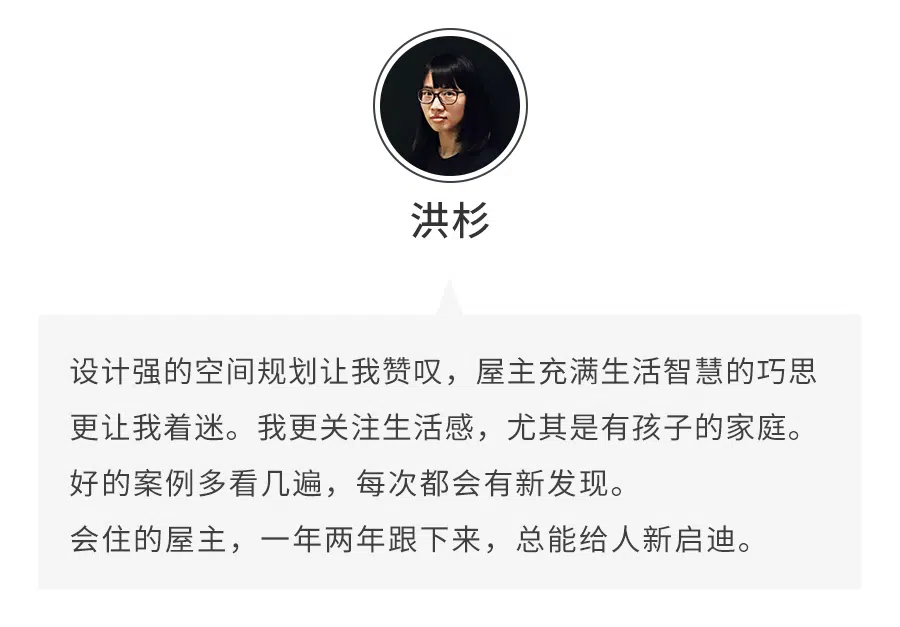 洪杉
设计强的空间规划让我赞叹，屋主充满生活智慧的巧思
更让我着迷。我更关注生活感，尤其是有孩子的家庭。
好的案例多看几遍，每次都会有新发现。
会住的屋主，一年两年跟下来，总能给人新启迪。